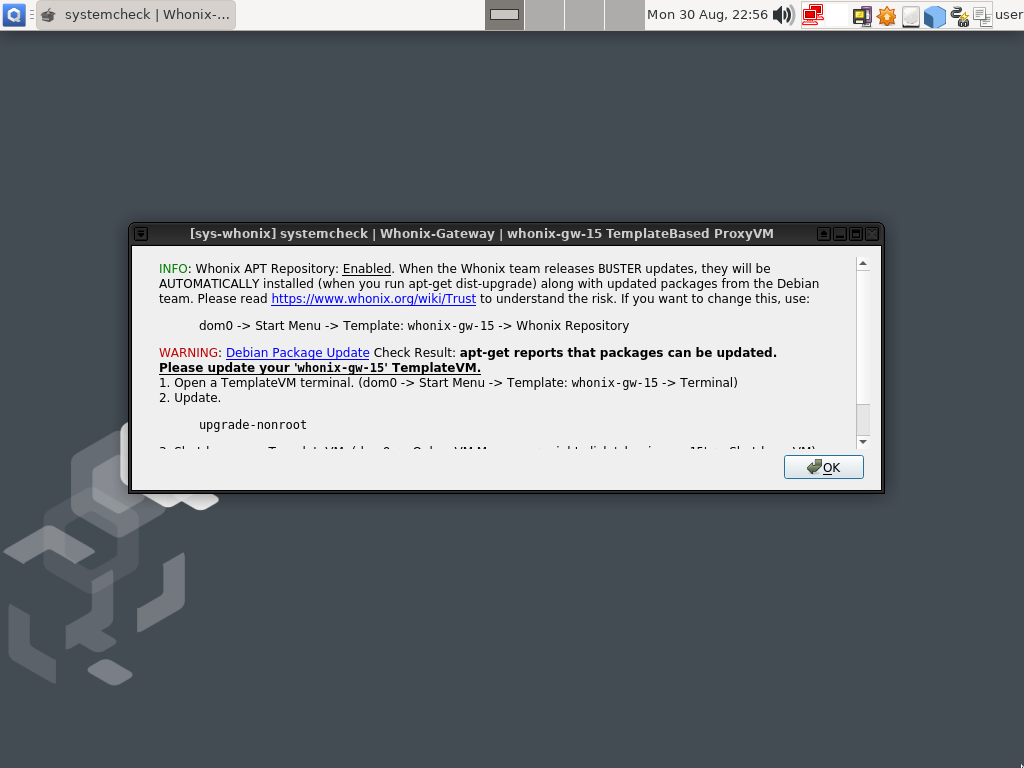 systemcheck | Whonix-...
Mon 30 Aug, 22:56
user
[sys-whonix] systemcheck | Whonix-Gateway | whonix-gw-15 TemplateBased ProxyVM
INFO: Whonix APT Repository: Enabled. When the Whonix team releases BUSTER updates, they will be
AUTOMATICALLY installed (when you run apt-get dist-upgrade) along with updated packages from the Debian
team. Please read https://www.whonix.org/wiki/Trust to understand the risk. If you want to change this, use:
dom0 -> Start Menu -> Template: whonix-gw-15 -> Whonix Repository
WARNING: Debian Package Update Check Result: apt-get reports that packages can be updated.
Please update your 'whonix-gw-15' TemplateVM.
1. Open a TemplateVM terminal. (dom0 -> Start Menu -> Template: whonix-gw-15 -> Terminal)
2. Update.
upgrade-nonroot
OK